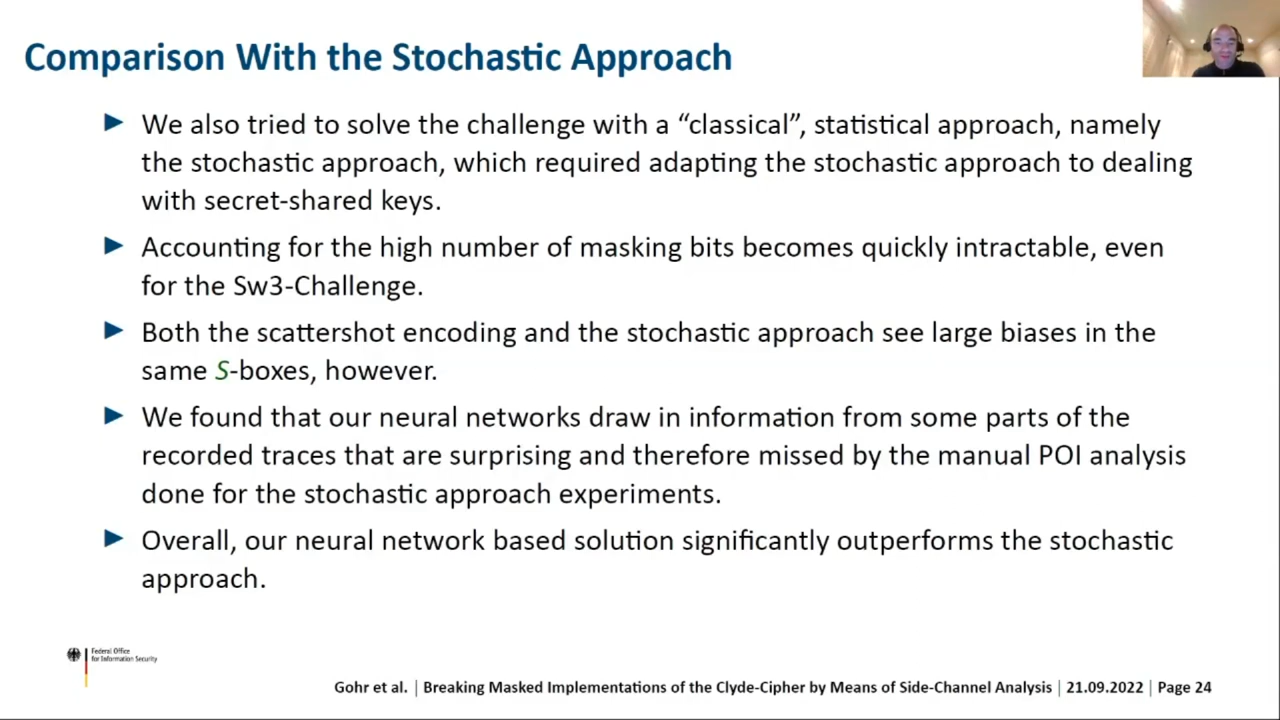 Comparison With the Stochastic Approach
We also tried to solve the challenge with a “classical”, statistical approach, namely
the stochastic approach, which required adapting the stochastic approach to dealing
with secret-shared keys.
Accounting for the high number of masking bits becomes quickly intractable, even
for the Sw3-Challenge.
Both the scattershot encoding and the stochastic approach see large biases in the
same S-boxes, however.
We found that our neural networks draw in information from some parts of the
recorded traces that are surprising and therefore missed by the manual POI analysis
done for the stochastic approach experiments.
Overall, our neural network based solution significantly outperforms the stochastic
approach.
Federal Office
for Information Security
Gohr et al. | Breaking Masked Implementations of the Clyde-Cipher by Means of Side-Channel Analysis | 21.09.2022 | Page 24